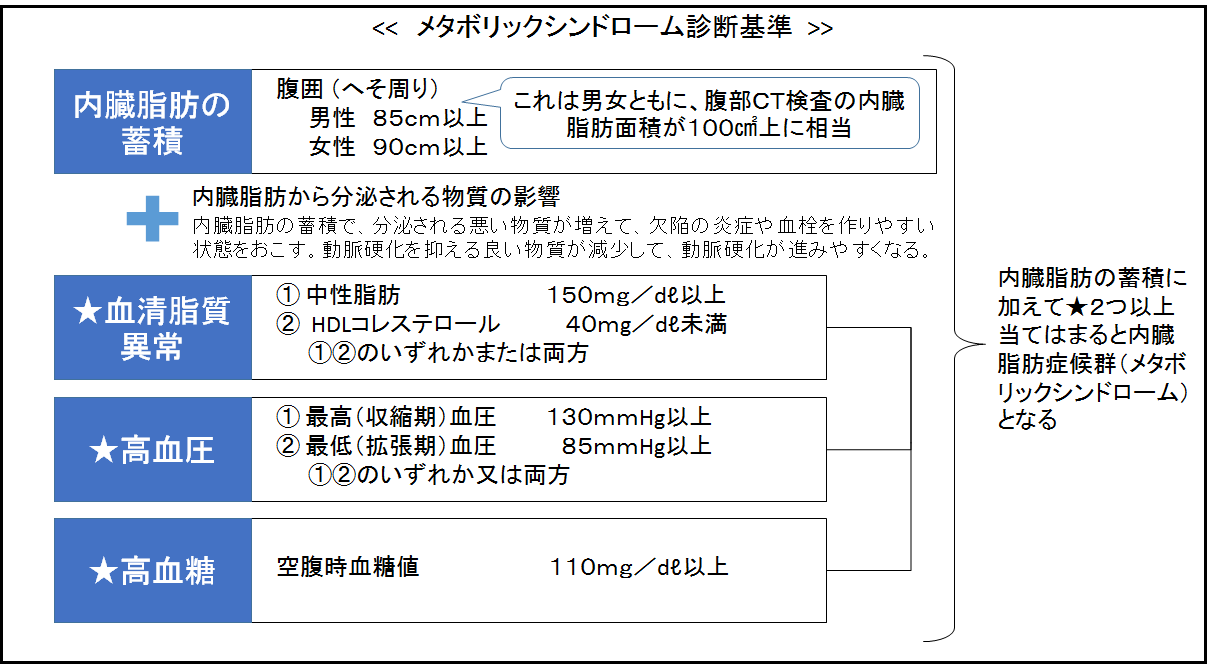 << メタボリックシンドローム診断基準 >>
内臓脂肪の
蓄積
腹囲（へそ周り）
男性 85cm以上
女性 90cm以上
これは男女ともに、腹部CT検査の内臓
脂肪面積が100㎠上に相当
内臓脂肪から分泌される物質の影響
内臓脂肪の蓄積で、分泌される悪い物質が増えて、欠陥の炎症や血栓を作りやすい
状態をおこす。動脈硬化を抑える良い物質が減少して、動脈硬化が進みやすくなる。
★血清脂質
異常
① 中性脂肪 150mg／dℓ以上
② HDLコレステロール 40mg／dℓ未満
①②のいずれかまたは両方
★高血圧
① 最高（収縮期）血圧 130mmHg以上
② 最低（拡張期）血圧 85mmHg以上
①②のいずれか又は両方
★高血糖
空腹時血糖値 110mg／dℓ以上
内臓脂肪の蓄積に
加えて★2つ以上
当てはまると内臓
脂肪症候群（メタボ
リックシンドローム）
となる